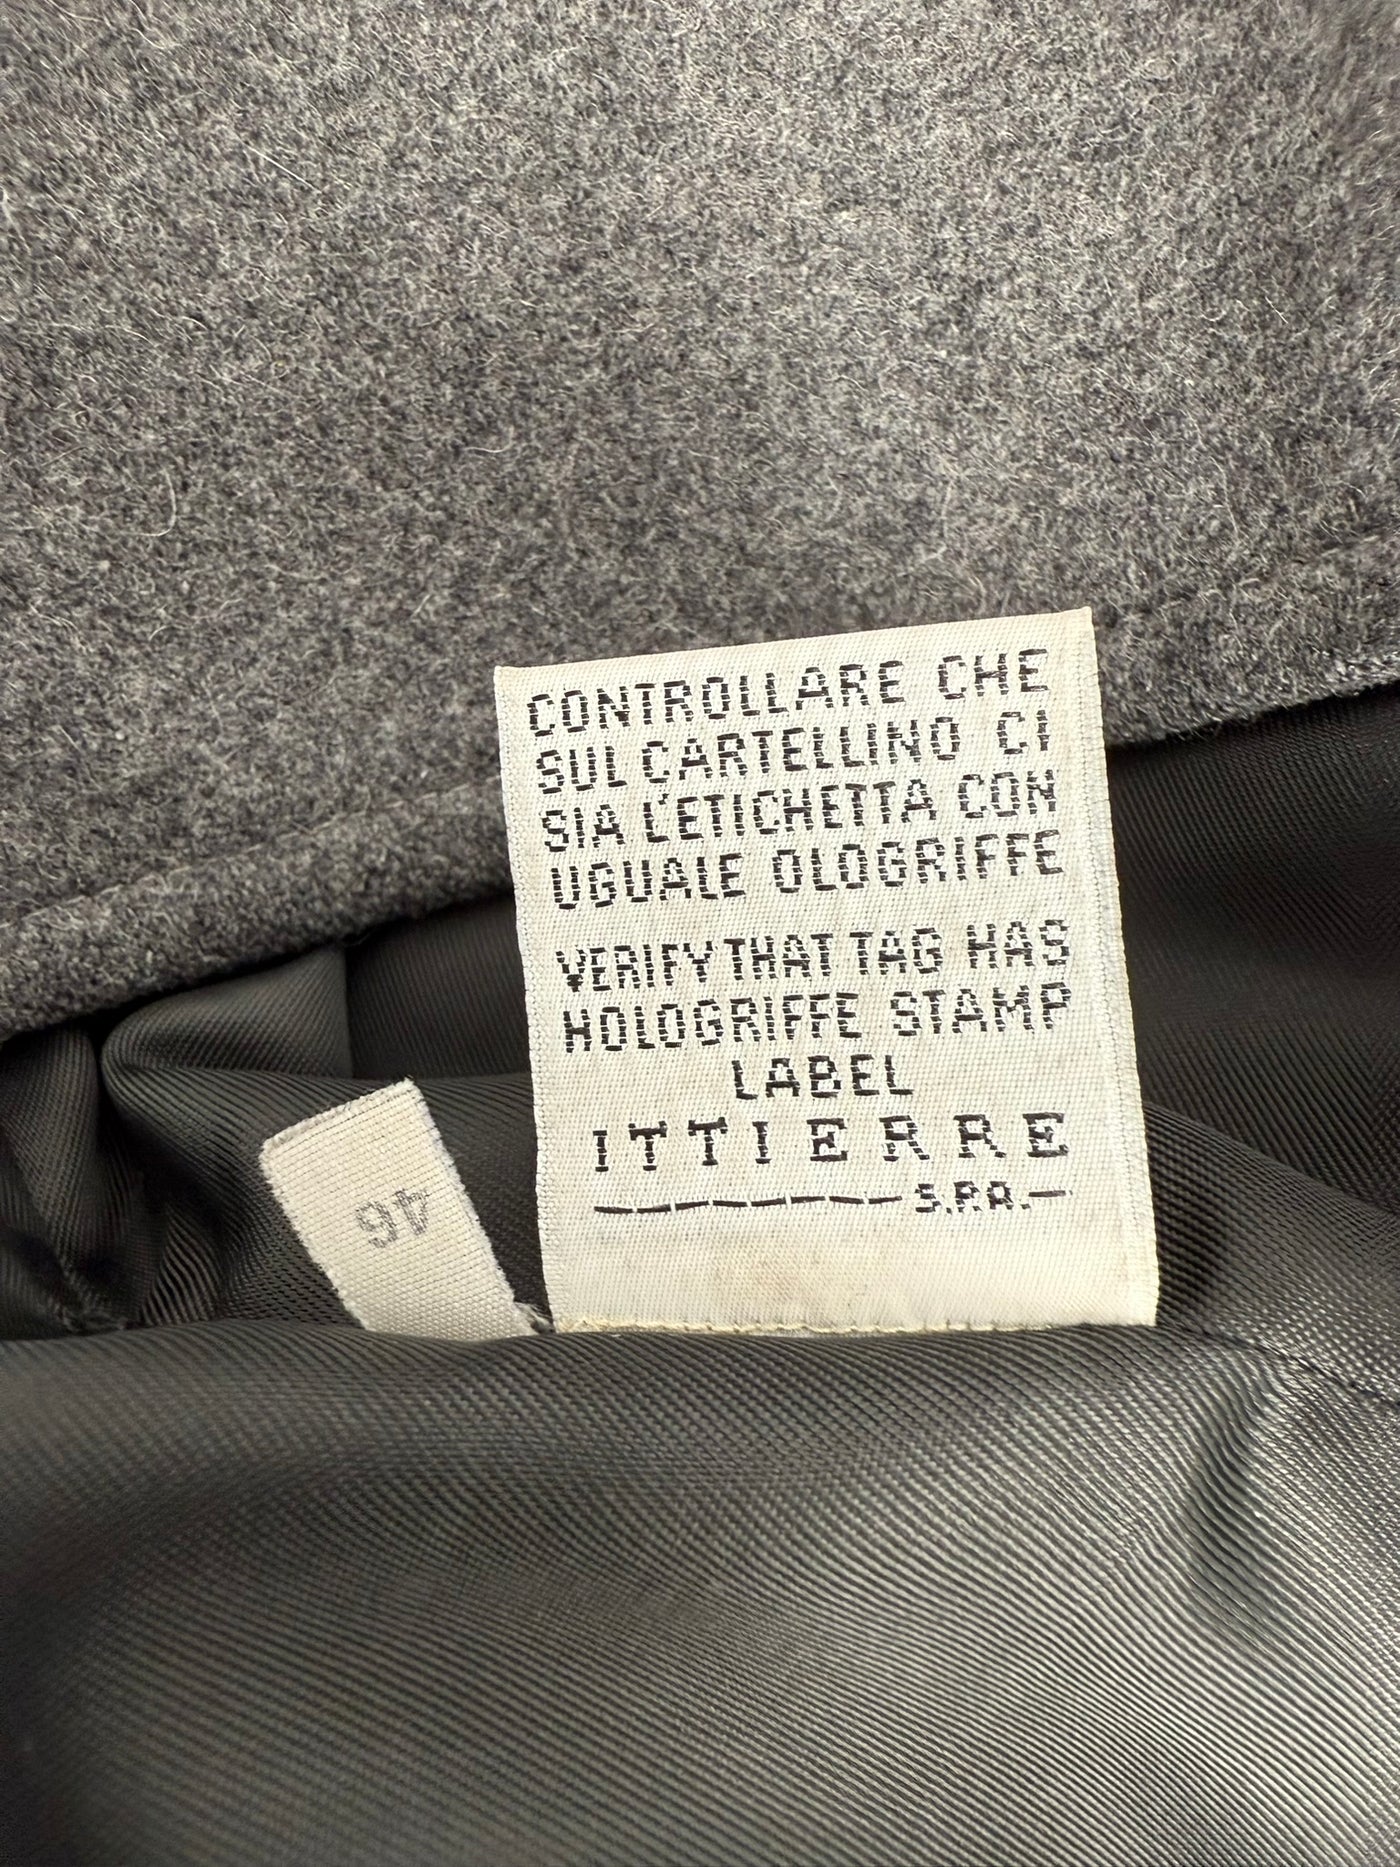 CONTROLLARE CHE
SUL CARTELLINO CI
SIA L'ETICHETTA CON
UGUALE OLOGRIFFE
VERIFY THAT TAG HAS
HOLOGRIFFE STAMP
LABEL
ITTIERRE
S.P.A.
46